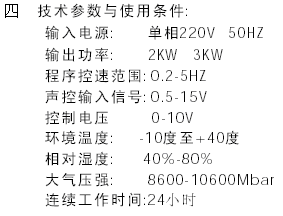 四 技术参数与使用条件:
输入电源: 单相220V 50HZ
输出功率: 2KW 3KW
程序控速范围: 0.2-5HZ
声控输入信号: 0.5-15V
控制电压 0-10V
环境温度: -10度至+40度
相对湿度: 40%-80%
大气压强: 8600-10600Mbar
连续工作时间:24小时